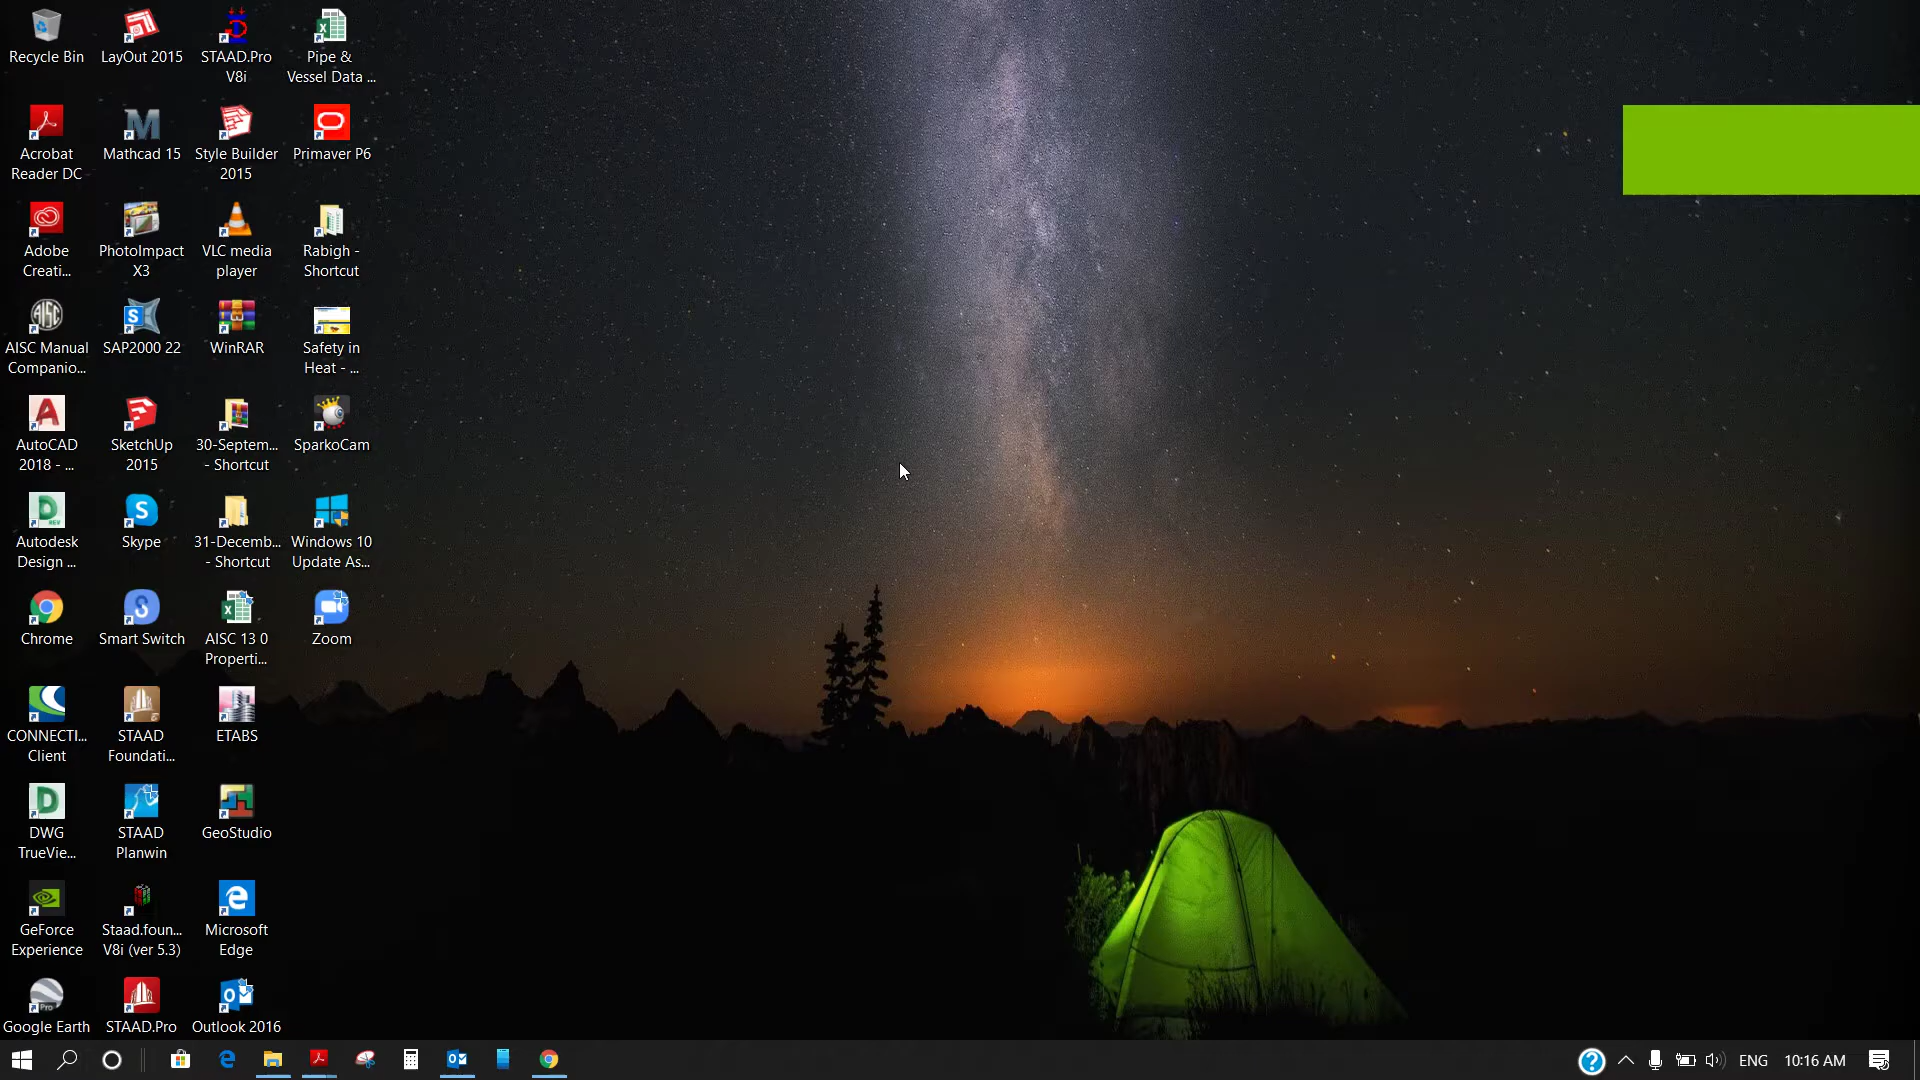 Recycle Bin
LayOut 2015
STAAD.Pro
V8i
Pipe &
Vessel Data ...
Acrobat
Reader DC
Mathcad 15
Style Builder
2015
Primaver P6
Adobe
Creati...
PhotoImpact
X3
VLC media
player
Rabigh -
Shortcut
AISC Manual
Companio...
SAP2000 22
WinRAR
Safety in
Heat - ...
AutoCAD
2018 - ...
SketchUp
2015
30-Septem...
- Shortcut
SparkoCam
Autodesk
Design ...
Skype
31-Decemb...
- Shortcut
Windows 10
Update As...
Chrome
Smart Switch
AISC 13 0
Properti...
Zoom
CONNECTI...
Client
STAAD
Foundati...
ETABS
DWG
TrueVie...
STAAD
Planwin
GeoStudio
GeForce
Experience
Staad.foun...
V8i (ver 5.3)
Microsoft
Edge
Google Earth
STAAD.Pro
Outlook 2016
ENG
10:16 AM